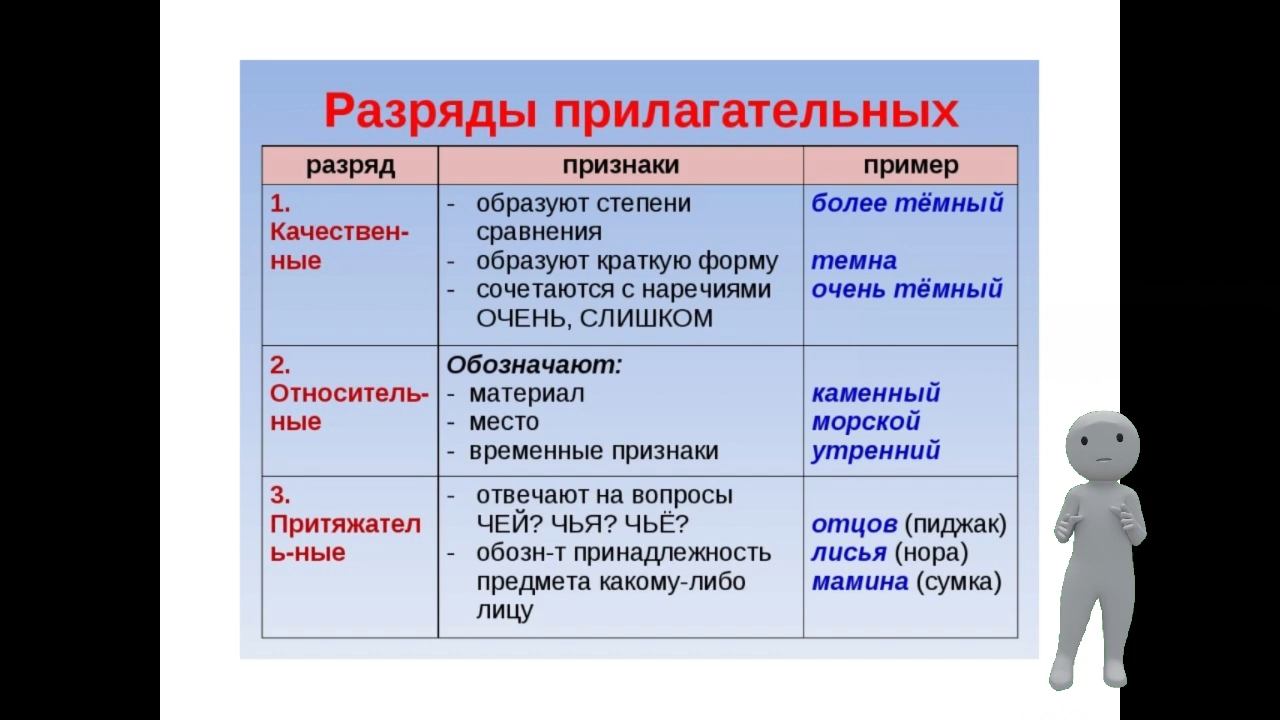 Разряды прилагательных
разряд признаки пример
1.
Качествен-
ные
- образуют степени
сравнения
- образуют краткую форму
- сочетаются с наречиями
ОЧЕНЬ, СЛИШКОМ
более тёмный
темна
очень тёмный
2.
Относитель-
ные
Обозначают:
- материал
- место
- временные признаки
каменный
морской
утренний
3.
Притяжател
ь-ные
- отвечают на вопросы
ЧЕЙ? ЧЬЯ? ЧЬЁ?
- обозн-т принадлежность
предмета какому-либо
лицу
отцов (пиджак)
лисья (нора)
мамина (сумка)